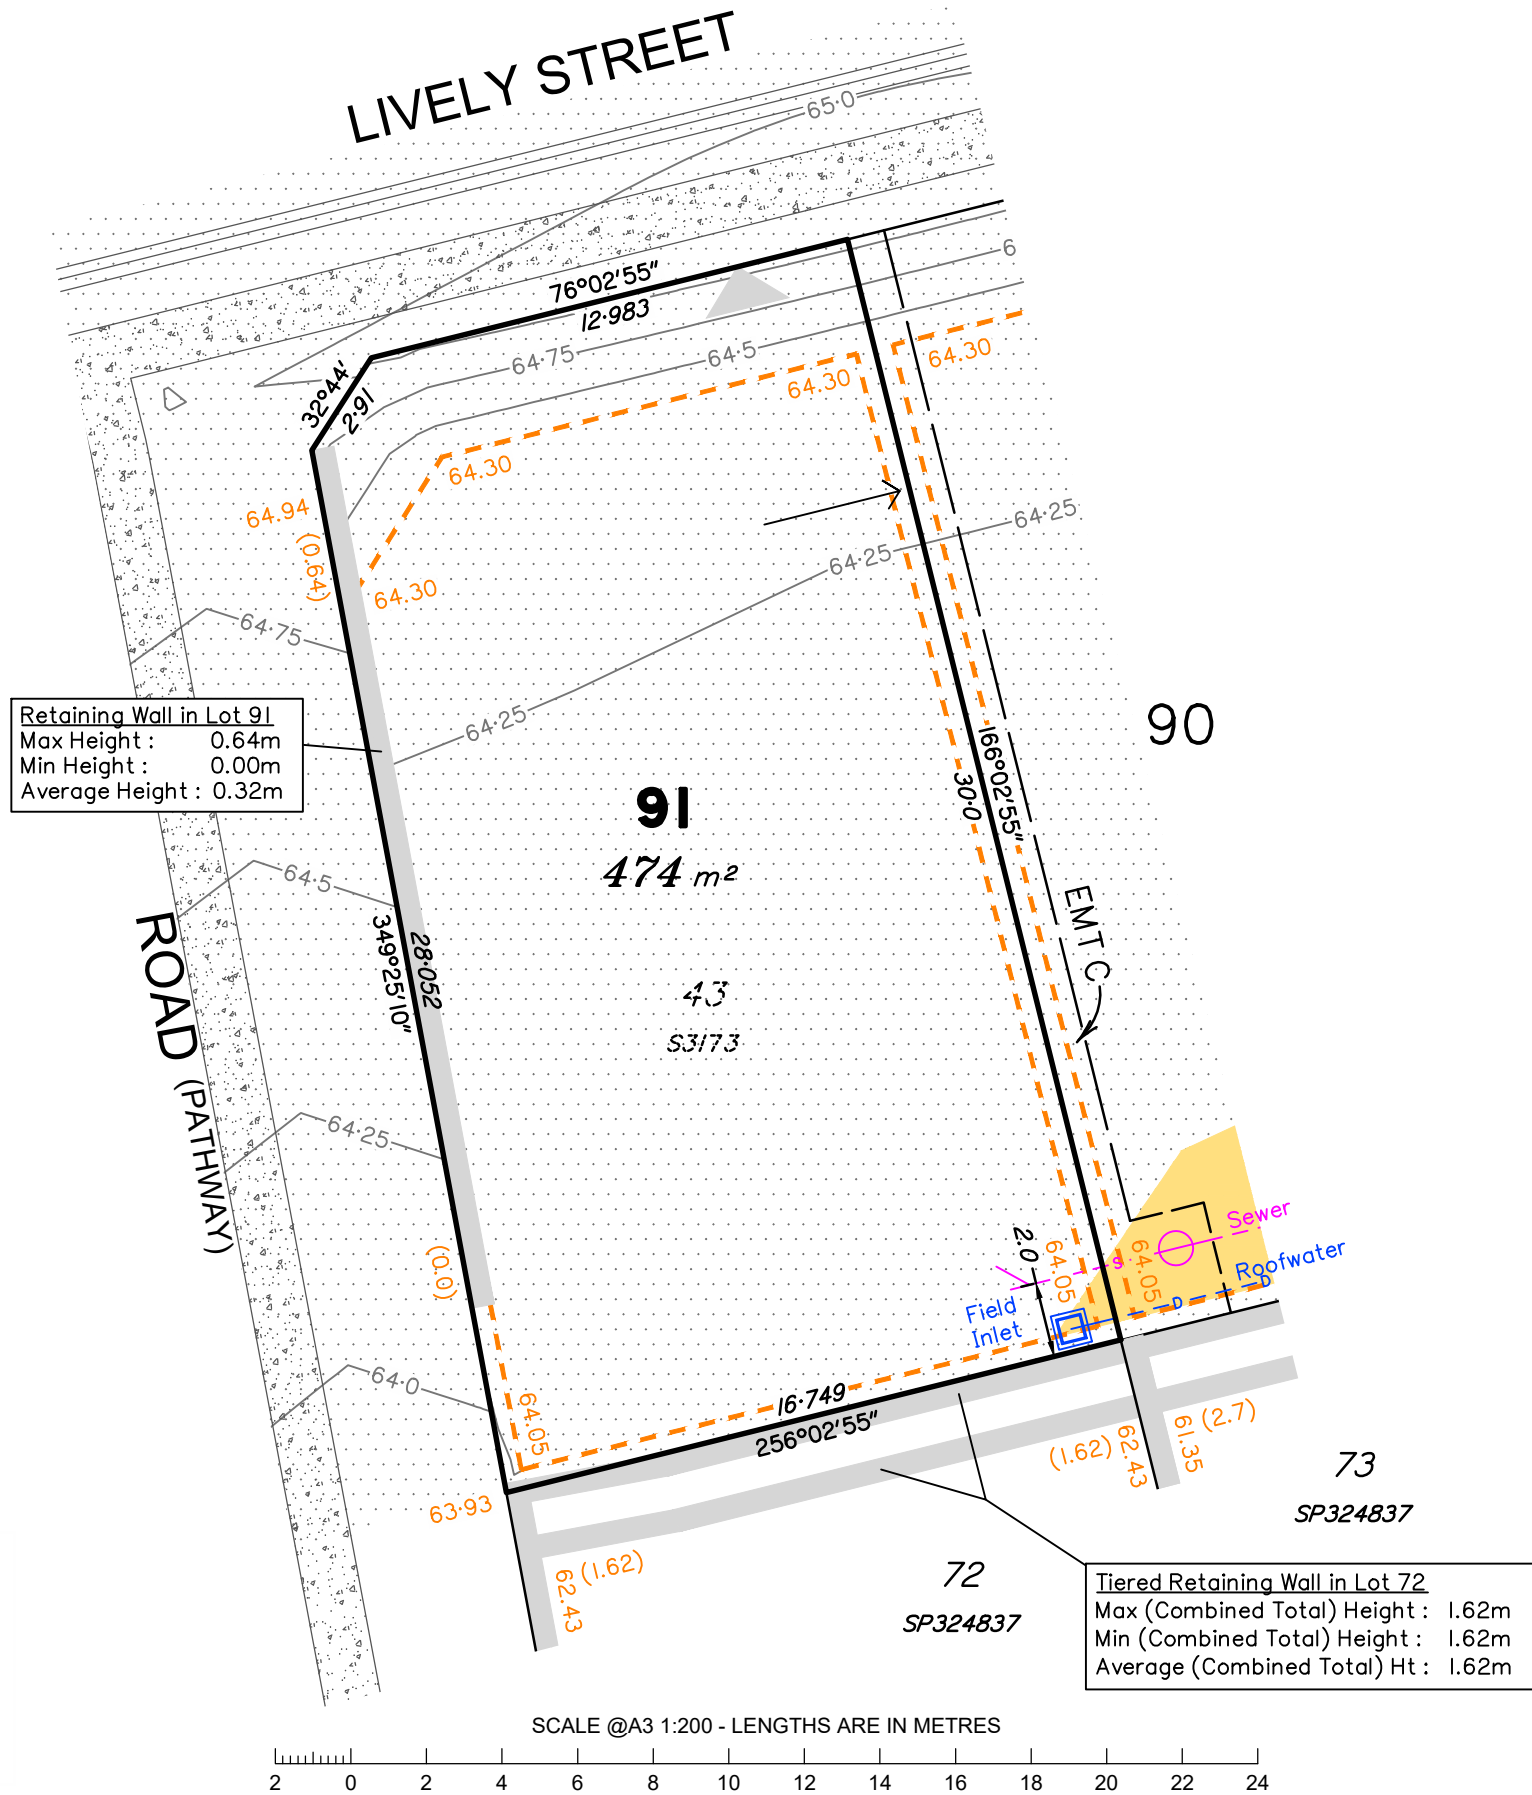 LIVELY STREET
65·0
6
76°02'55"
12·983
64·75
64·5
64.30
64.30
32°44'
2·91
64.30
64.94
(0.64)
64.30
64·25
64·25
64·75
64·25
Retaining Wall in Lot 91
Max Height : 0.64m
Min Height : 0.00m
Average Height : 0.32m
90
166°02'55"
30·0
91
474 m²
64·5
EMT C
ROAD (PATHWAY)
349°25'10"
28·052
43
S3173
64·25
Sewer
S
2.0
64.05
64.05
Roofwater
D
D
Field
Inlet
(0.0)
64·0
64.05
16·749
256°02'55"
63·93
62.43 (1.62)
(1.62) 62.43
61.35 (2.7)
73
SP324837
72
SP324837
Tiered Retaining Wall in Lot 72
Max (Combined Total) Height : 1.62m
Min (Combined Total) Height : 1.62m
Average (Combined Total) Ht : 1.62m
SCALE @A3 1:200 - LENGTHS ARE IN METRES
2 0 2 4 6 8 10 12 14 16 18 20 22 24